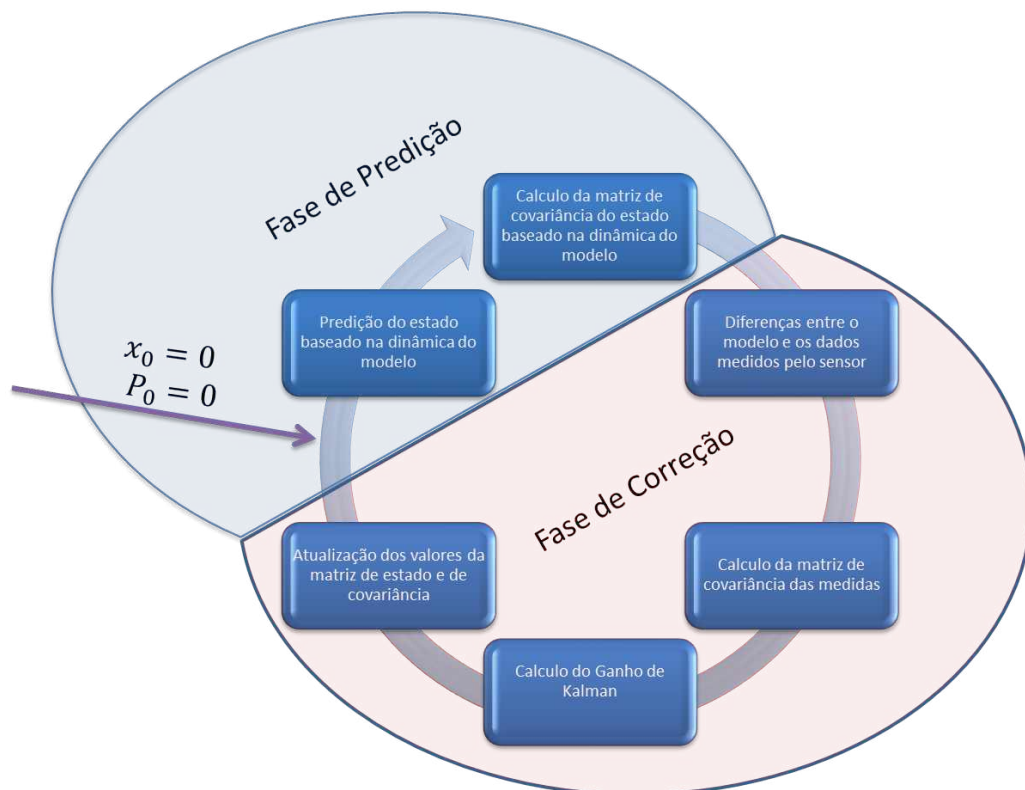 Fase de Predição
Calculo da matriz de
covariância do estado
baseado na dinâmica do
modelo
Predição do estado
baseado na dinâmica do
modelo
Diferenças entre o
modelo e os dados
medidos pelo sensor
x₀ = 0
P₀ = 0
Fase de Correção
Atualização dos valores da
matriz de estado e de
covariância
Calculo da matriz de
covariância das medidas
Calculo do Ganho de
Kalman